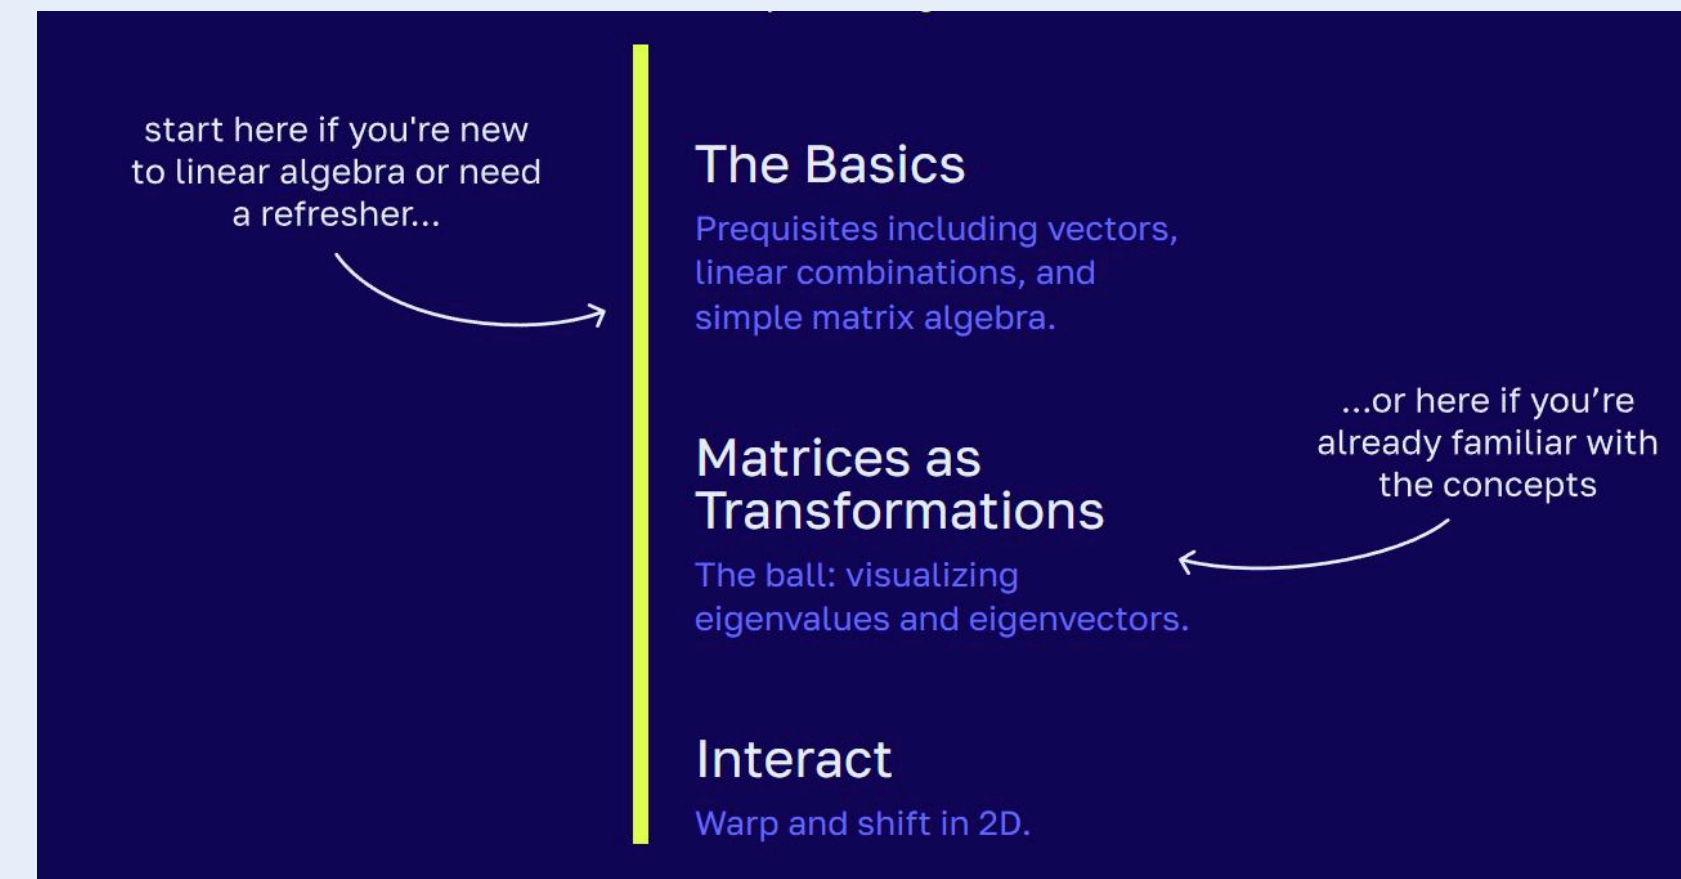 start here if you're new
to linear algebra or need
a refresher...
The Basics
Prequisites including vectors,
linear combinations, and
simple matrix algebra.
...or here if you’re
already familiar with
the concepts
Matrices as
Transformations
The ball: visualizing
eigenvalues and eigenvectors.
Interact
Warp and shift in 2D.